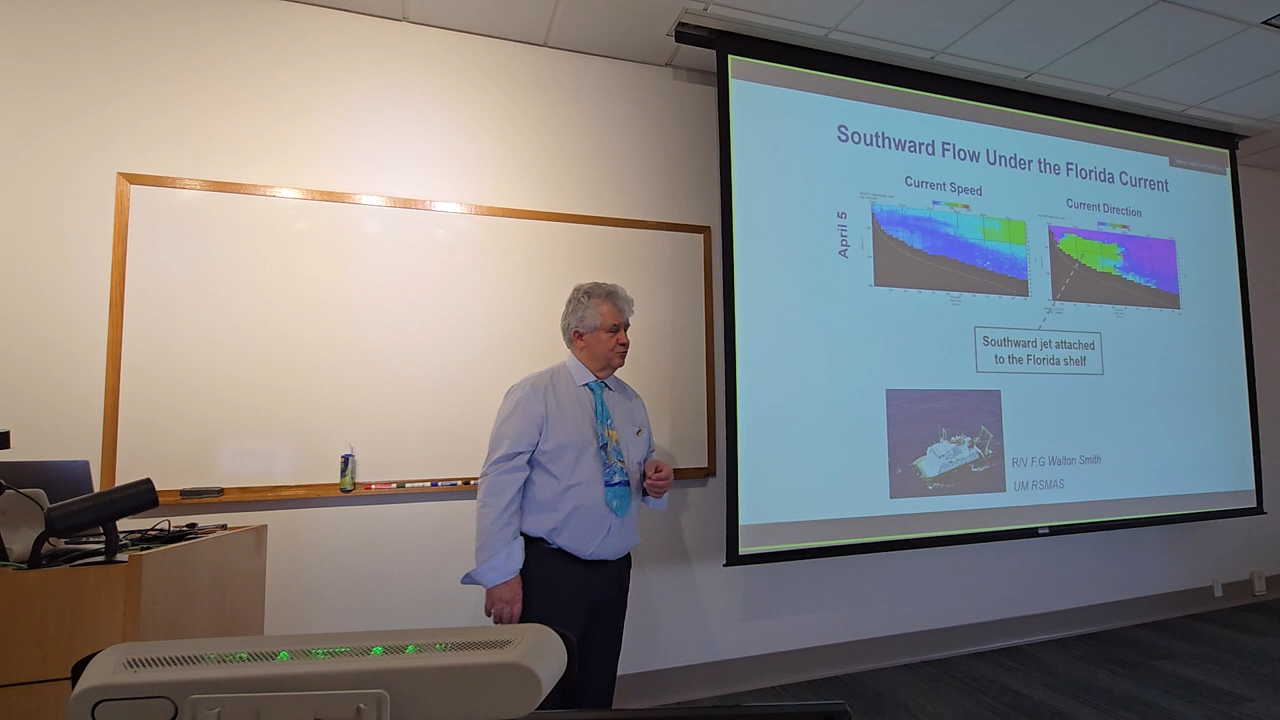 Southward Flow Under the Florida Current
Current Speed
Current Direction
April 5
Southward jet attached
to the Florida shelf
R/V F.G Walton Smith
UM RSMAS